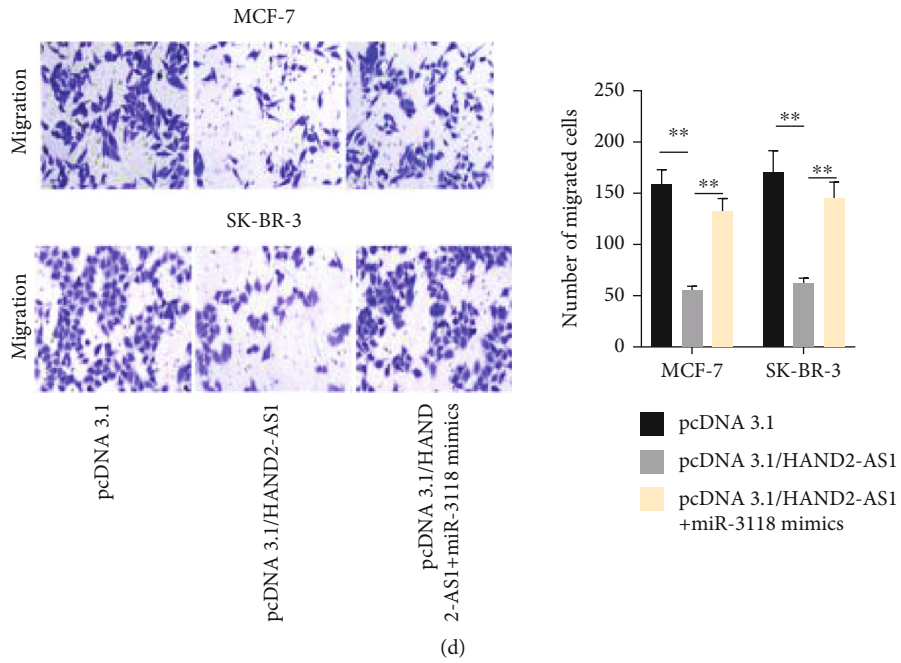 MCF-7
Migration
SK-BR-3
Migration
pcDNA 3.1
pcDNA 3.1/HAND2-AS1
pcDNA 3.1/HAND
2-AS1+miR-3118 mimics
Number of migrated cells
250
200
150
100
50
0
**
**
**
**
MCF-7
SK-BR-3
pcDNA 3.1
pcDNA 3.1/HAND2-AS1
pcDNA 3.1/HAND2-AS1
+miR-3118 mimics
(d)